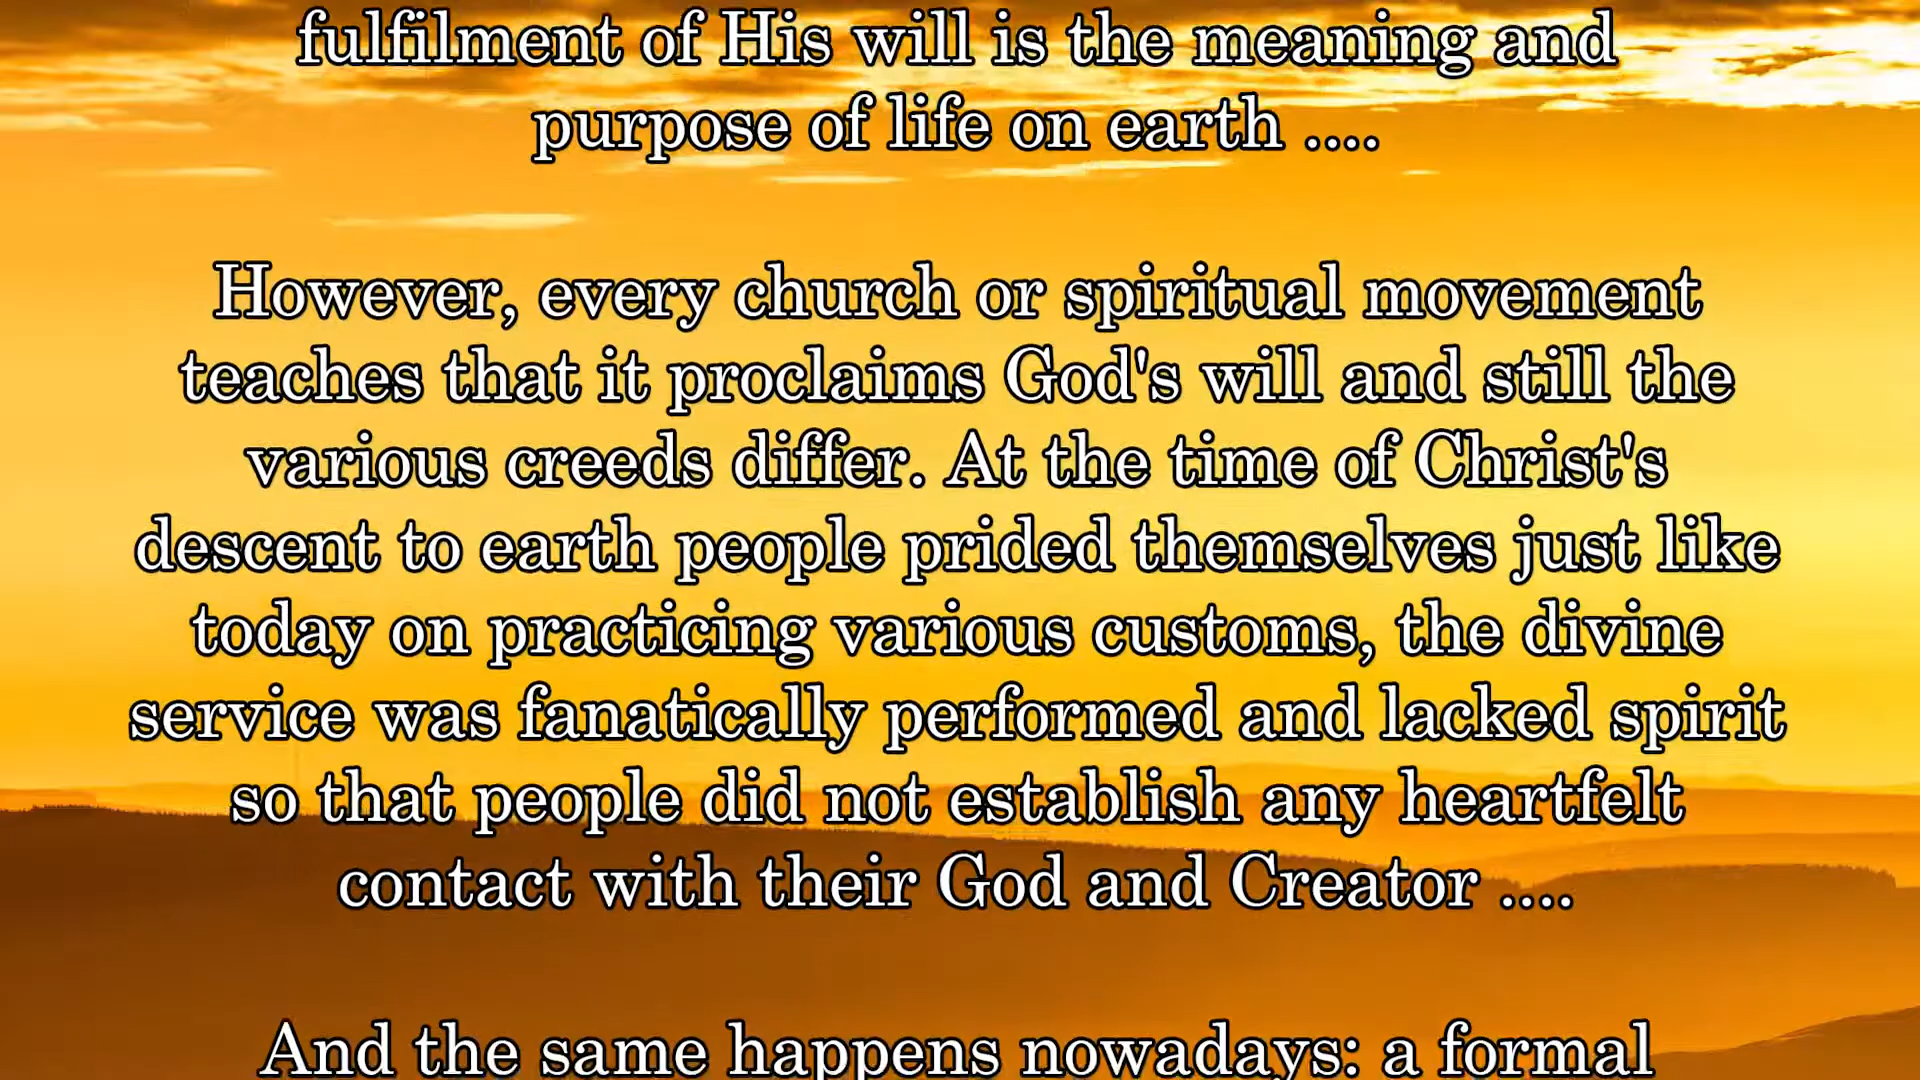 fulfilment of His will is the meaning and
purpose of life on earth ....
However, every church or spiritual movement
teaches that it proclaims God's will and still the
various creeds differ. At the time of Christ's
descent to earth people prided themselves just like
today on practicing various customs, the divine
service was fanatically performed and lacked spirit
so that people did not establish any heartfelt
contact with their God and Creator ....
And the same happens nowadays: a formal